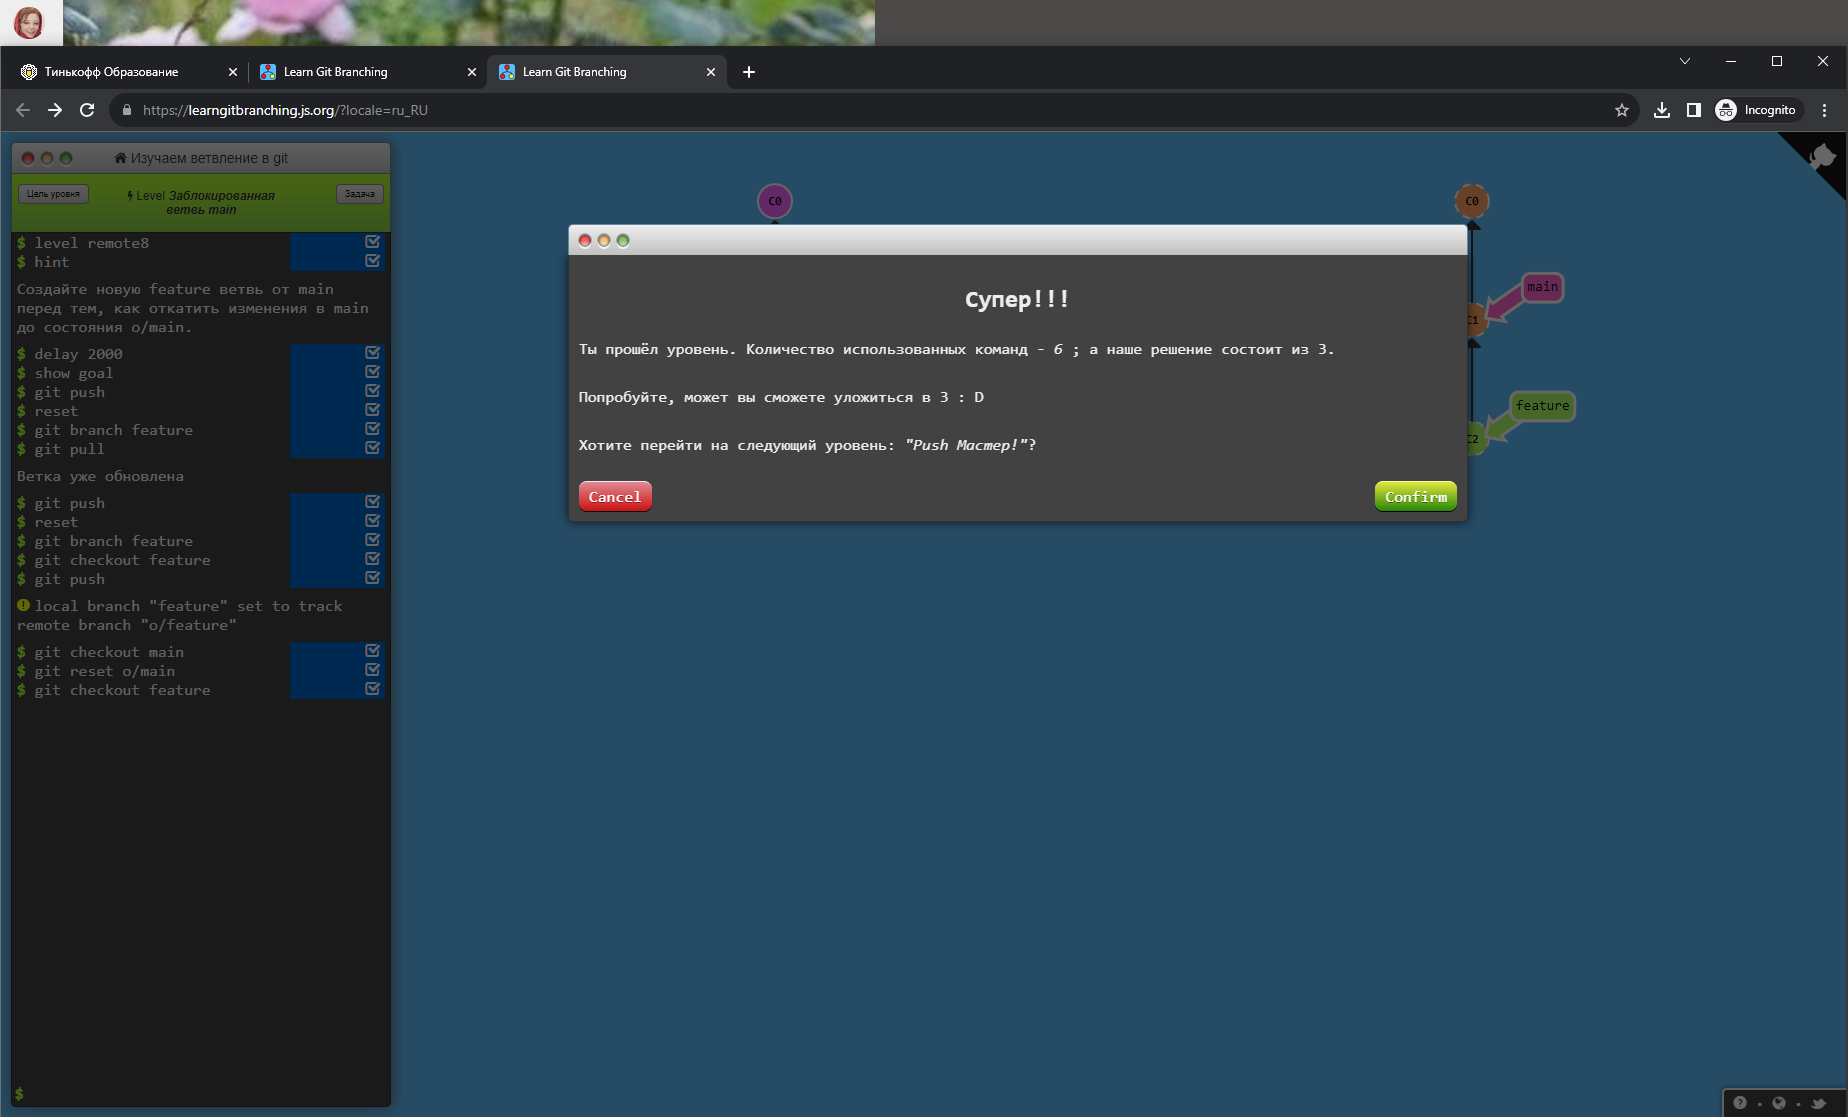 Тинькофф Образование
Learn Git Branching
Learn Git Branching
https://learngitbranching.js.org/?locale=ru_RU
Incognito
Изучаем ветвление в git
Цель уровня
Level Заблокированная
ветвь main
Задача
$ level remote8
$ hint
Создайте новую feature ветвь от main
перед тем, как откатить изменения в main
до состояния o/main.
$ delay 2000
$ show goal
$ git push
$ reset
$ git branch feature
$ git pull
Ветка уже обновлена
$ git push
$ reset
$ git branch feature
$ git checkout feature
$ git push
local branch "feature" set to track
remote branch "o/feature"
$ git checkout main
$ git reset o/main
$ git checkout feature
$
C0
Супер!!!
Ты прошёл уровень. Количество использованных команд - 6 ; а наше решение состоит из 3.
Попробуйте, может вы сможете уложиться в 3 : D
Хотите перейти на следующий уровень: "Push Мастер!"?
Cancel
Confirm
C0
main
C1
feature
C2